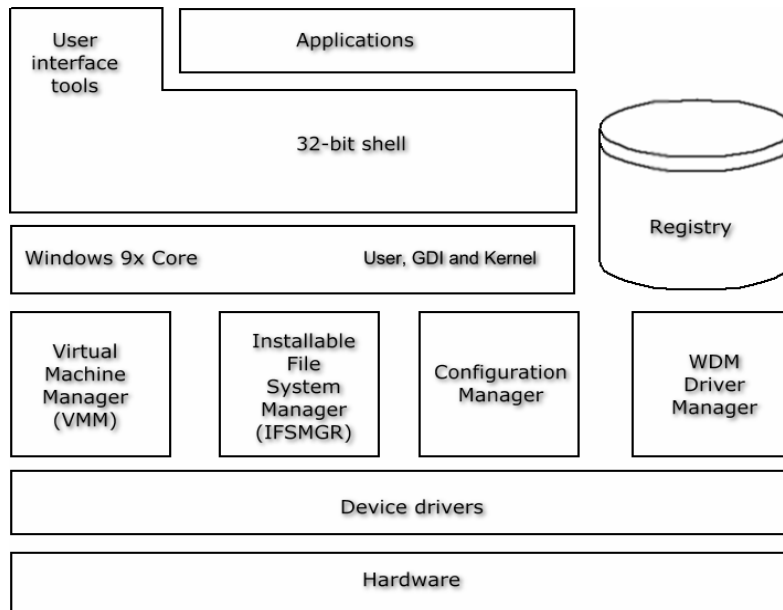 User
interface
tools
Applications
32-bit shell
Registry
Windows 9x Core
User, GDI and Kernel
Virtual
Machine
Manager
(VMM)
Installable
File
System
Manager
(IFSMGR)
Configuration
Manager
WDM
Driver
Manager
Device drivers
Hardware